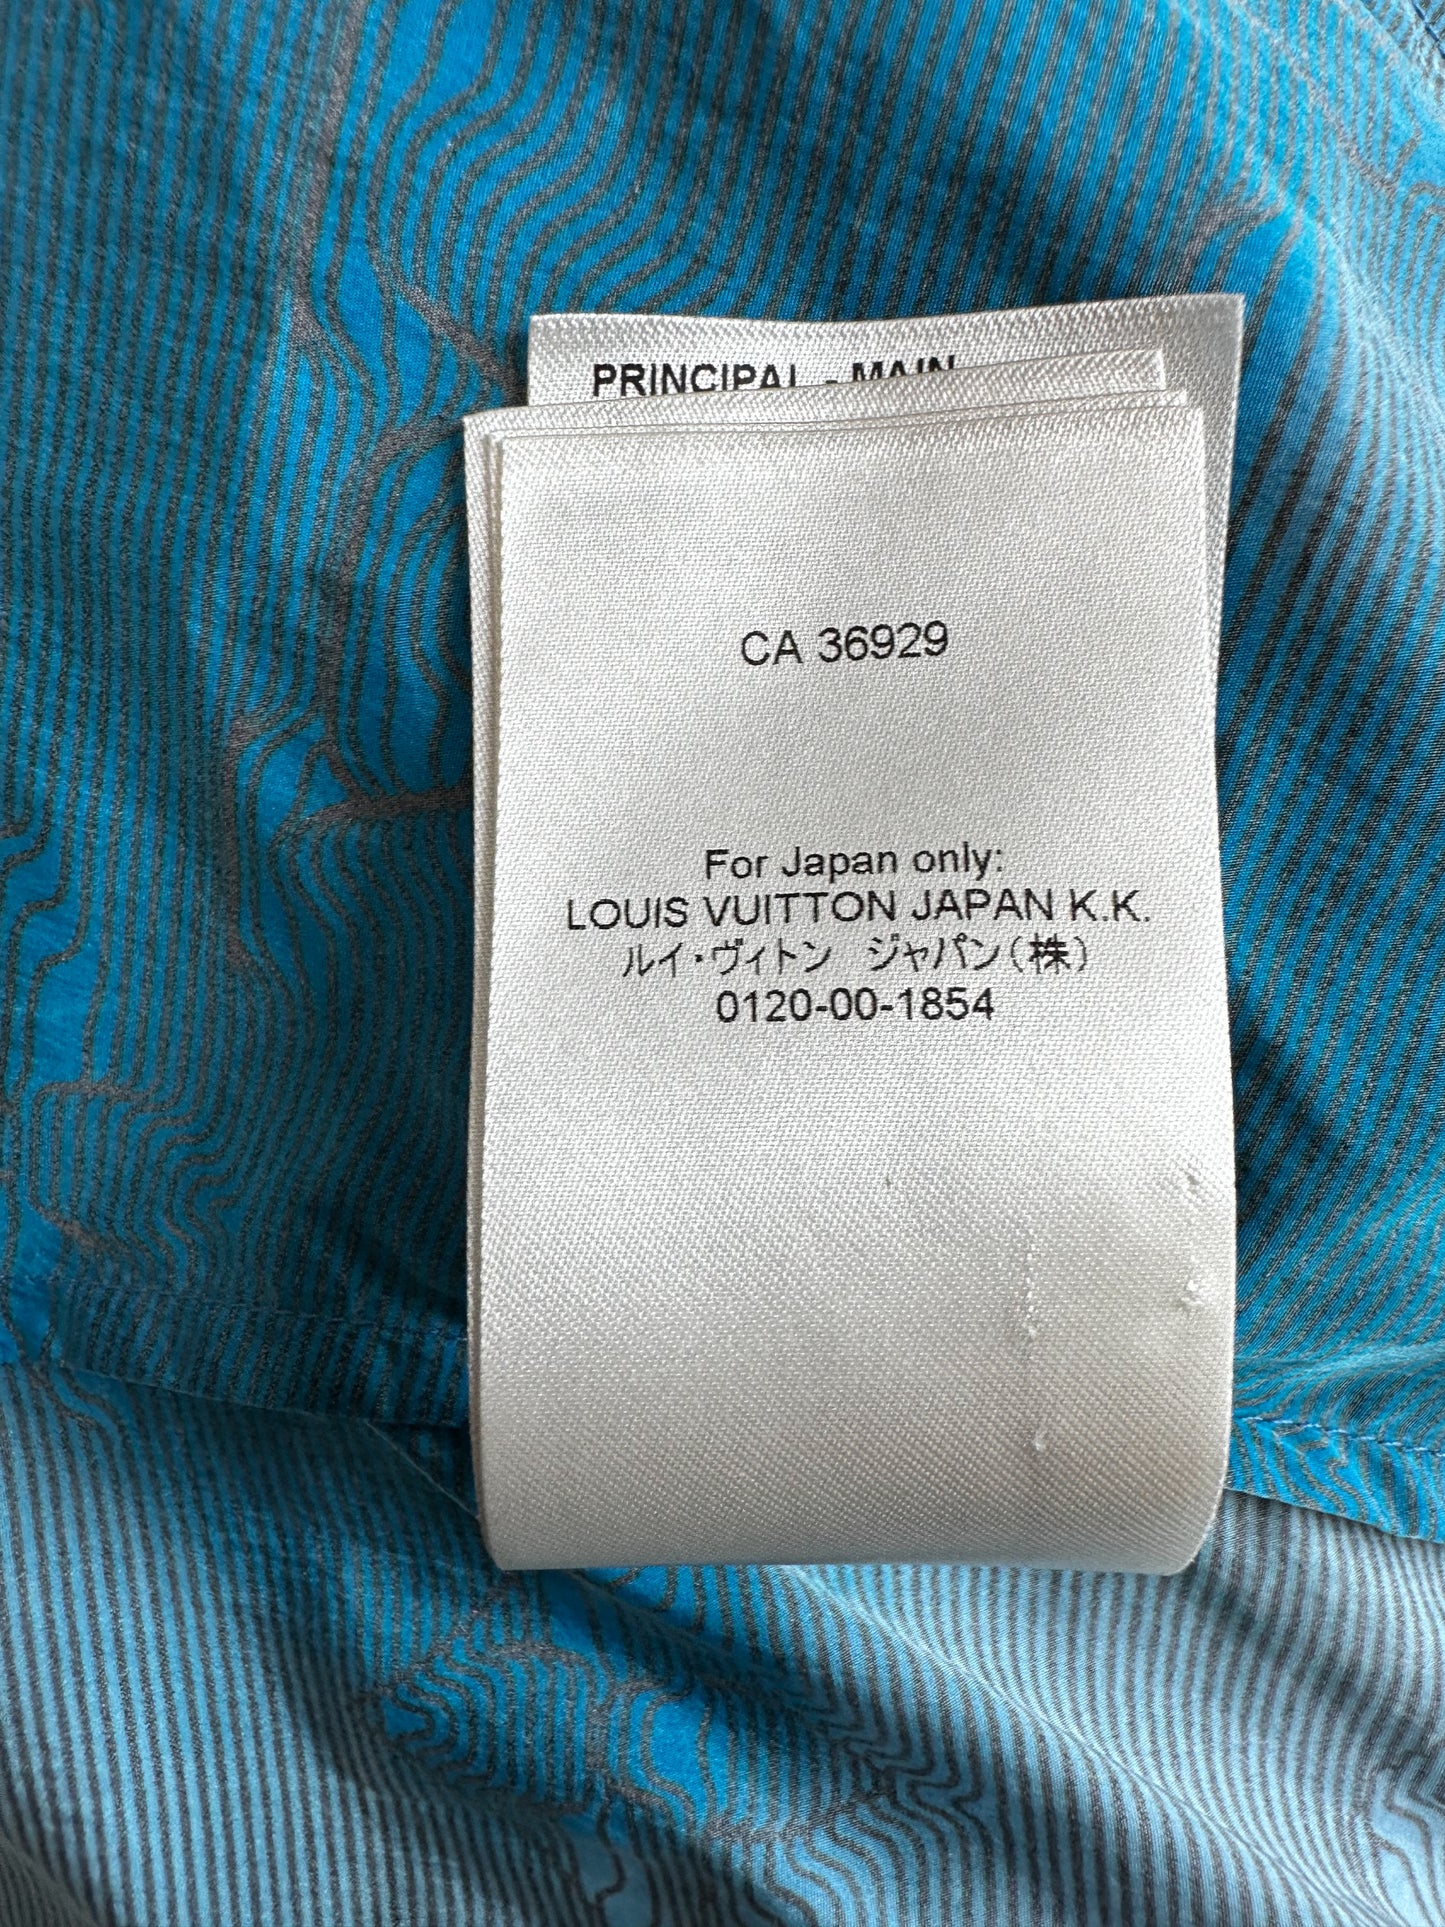 PRINCIPAL - MAIN
CA 36929
For Japan only:
LOUIS VUITTON JAPAN K.K.
ルイ・ヴィトン　ジャパン(株)
0120-00-1854